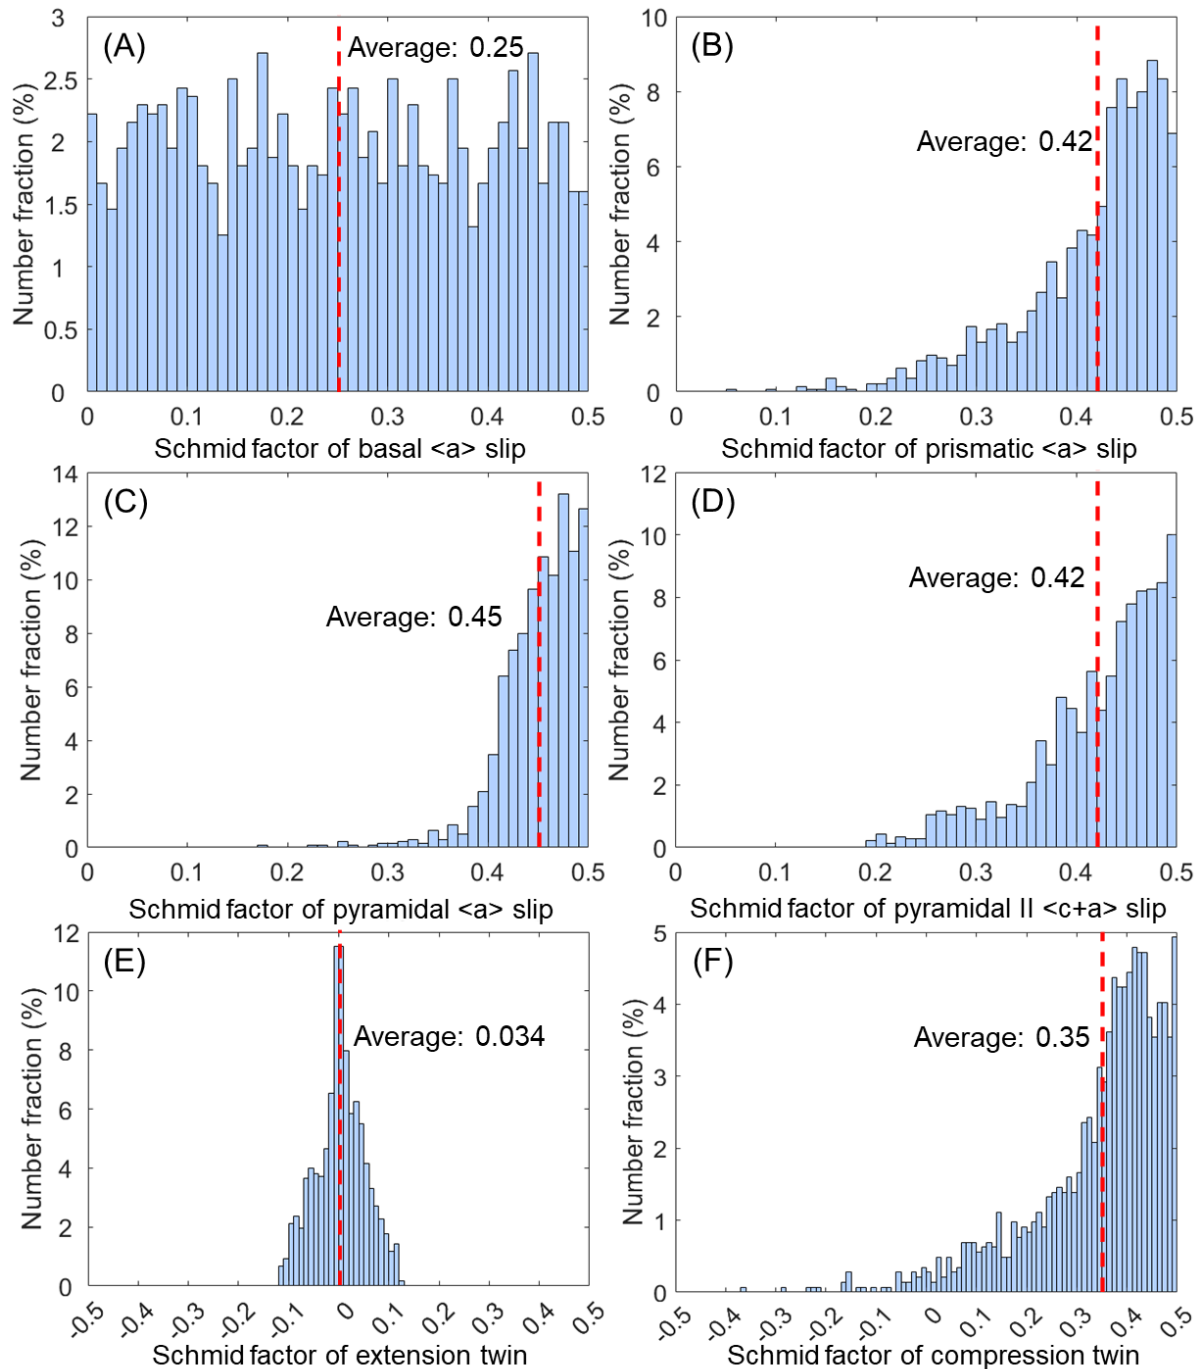 (A)
Average: 0.25
Number fraction (%)
3
2.5
2
1.5
1
0.5
0
0 0.1 0.2 0.3 0.4 0.5
Schmid factor of basal <a> slip
(B)
Average: 0.42
Number fraction (%)
10
8
6
4
2
0
0 0.1 0.2 0.3 0.4 0.5
Schmid factor of prismatic <a> slip
(C)
Average: 0.45
Number fraction (%)
14
12
10
8
6
4
2
0
0 0.1 0.2 0.3 0.4 0.5
Schmid factor of pyramidal <a> slip
(D)
Average: 0.42
Number fraction (%)
12
10
8
6
4
2
0
0 0.1 0.2 0.3 0.4 0.5
Schmid factor of pyramidal II <c+a> slip
(E)
Average: 0.034
Number fraction (%)
12
10
8
6
4
2
0
-0.5 -0.4 -0.3 -0.2 -0.1 0 0.1 0.2 0.3 0.4 0.5
Schmid factor of extension twin
(F)
Average: 0.35
Number fraction (%)
5
4
3
2
1
0
-0.5 -0.4 -0.3 -0.2 -0.1 0 0.1 0.2 0.3 0.4 0.5
Schmid factor of compression twin